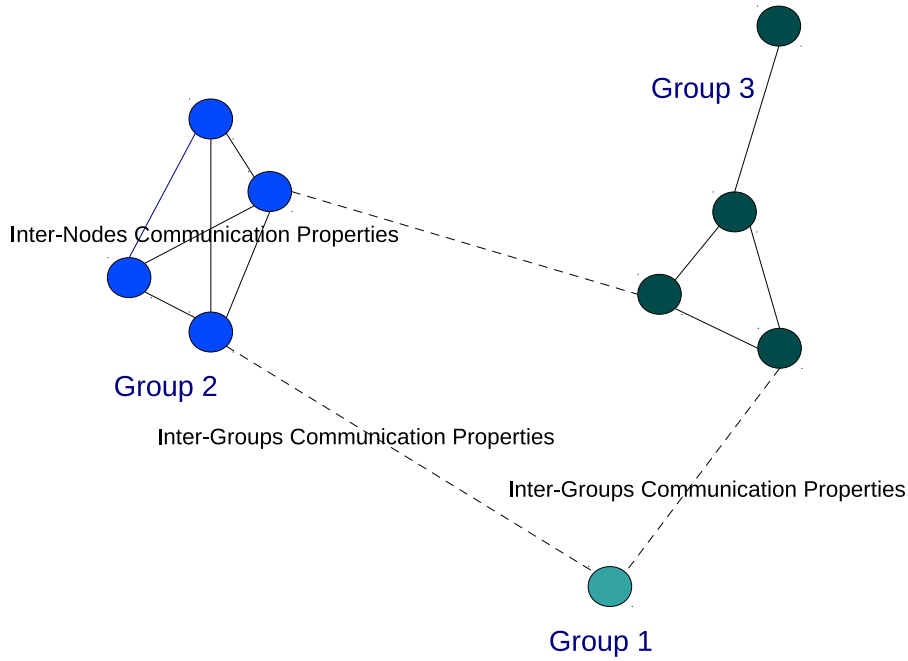 Group 3
Inter-Nodes Communication Properties
Group 2
Inter-Groups Communication Properties
Inter-Groups Communication Properties
Group 1